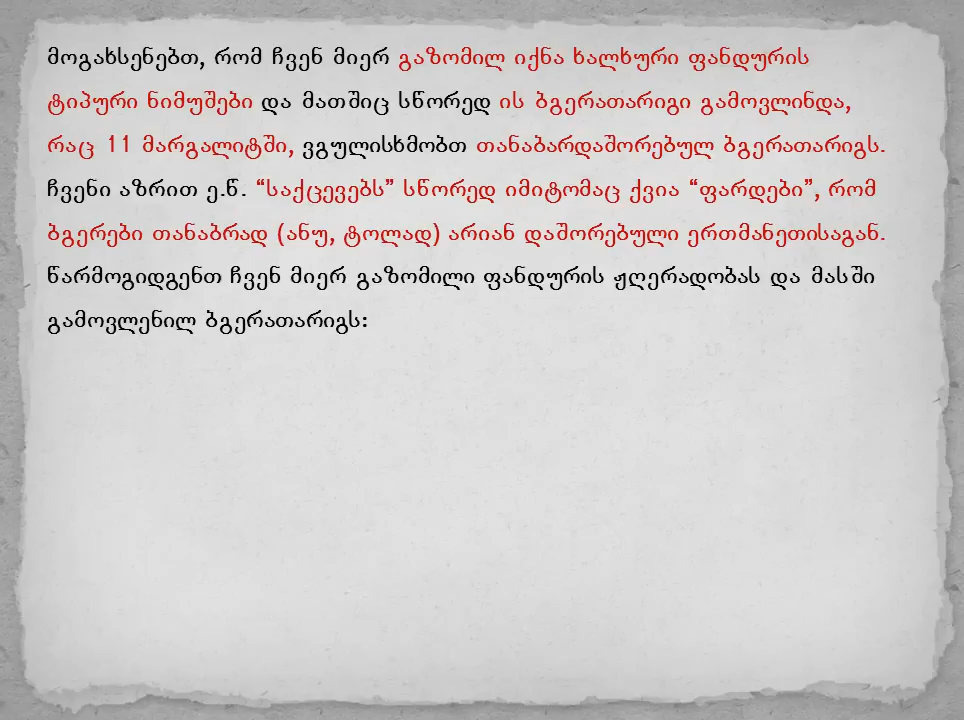 მოგახსენებთ, რომ ჩვენ მიერ გაზომილ იქნა ხალხური ფანდურის
ტიპური ნიმუშები და მათშიც სწორედ ის ბგერათარიგი გამოვლინდა,
რაც 11 მარგალიტში, ვგულისხმობთ თანაბარდაშორებულ ბგერათარიგს.
ჩვენი აზრით ე.წ. “საქცევებს” სწორედ იმიტომაც ქვია “ფარდები”, რომ
ბგერები თანაბრად (ანუ, ტოლად) არიან დაშორებული ერთმანეთისაგან.
წარმოგიდგენთ ჩვენ მიერ გაზომილი ფანდურის ჟღერადობას და მასში
გამოვლენილ ბგერათარიგს: